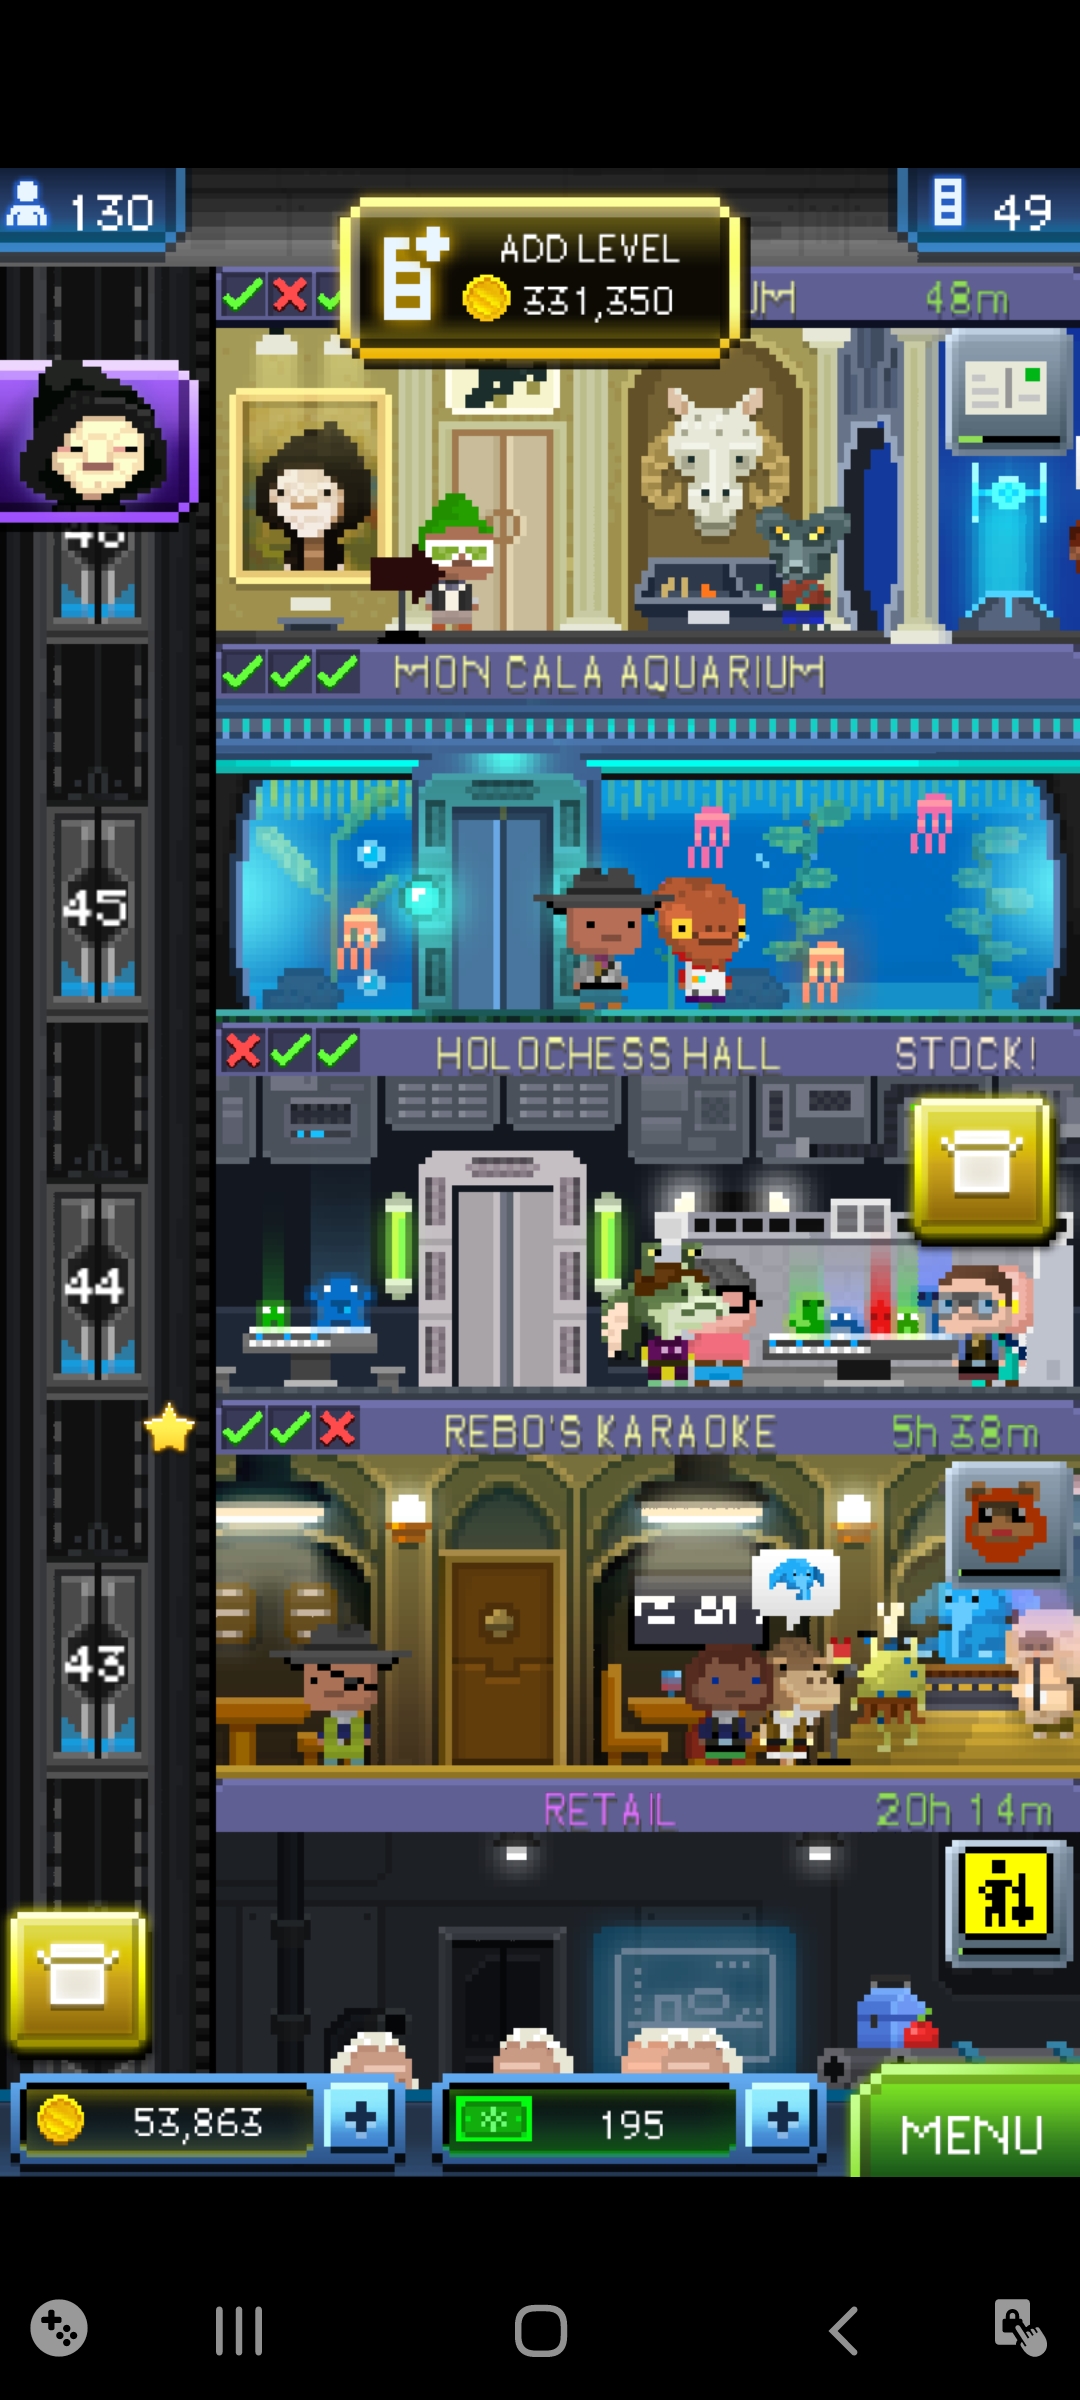 130
49
ADD LEVEL
331,350
UM
48m
46
MON CALA AQUARIUM
45
HOLOCHESS HALL
STOCK!
44
REBO'S KARAOKE
5h 38m
43
RETAIL
20h 14m
53,863
195
MENU